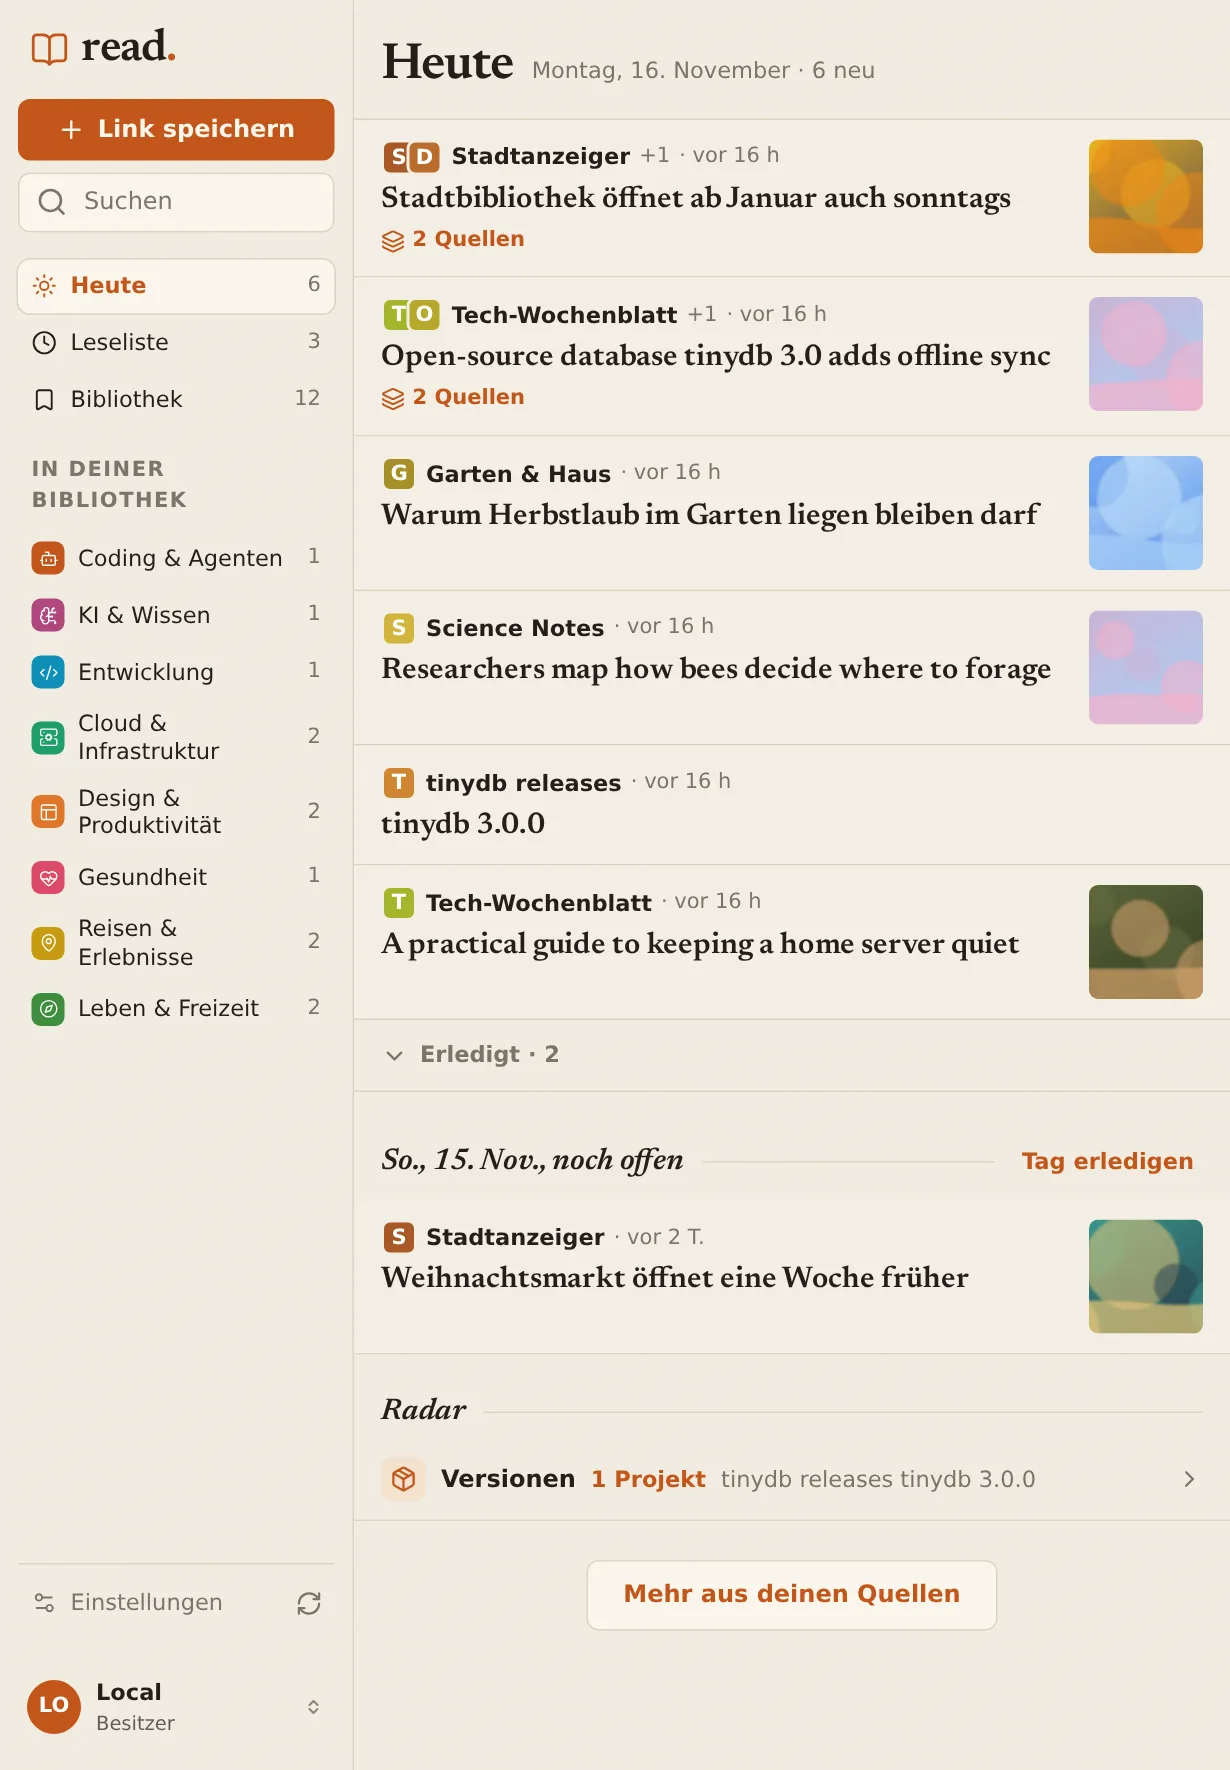 read.
Link speichern
Suchen
Heute 6
Leseliste 3
Bibliothek 12
IN DEINER
BIBLIOTHEK
Coding & Agenten 1
KI & Wissen 1
Entwicklung 1
Cloud &
Infrastruktur 2
Design &
Produktivität 2
Gesundheit 1
Reisen &
Erlebnisse 2
Leben & Freizeit 2
Einstellungen
LO Local
Besitzer
Heute Montag, 16. November · 6 neu
S D Stadtanzeiger +1 · vor 16 h
Stadtbibliothek öffnet ab Januar auch sonntags
2 Quellen
T O Tech-Wochenblatt +1 · vor 16 h
Open-source database tinydb 3.0 adds offline sync
2 Quellen
G Garten & Haus · vor 16 h
Warum Herbstlaub im Garten liegen bleiben darf
S Science Notes · vor 16 h
Researchers map how bees decide where to forage
T tinydb releases · vor 16 h
tinydb 3.0.0
T Tech-Wochenblatt · vor 16 h
A practical guide to keeping a home server quiet
Erledigt · 2
So., 15. Nov., noch offen Tag erledigen
S Stadtanzeiger · vor 2 T.
Weihnachtsmarkt öffnet eine Woche früher
Radar
Versionen 1 Projekt tinydb releases tinydb 3.0.0
Mehr aus deinen Quellen